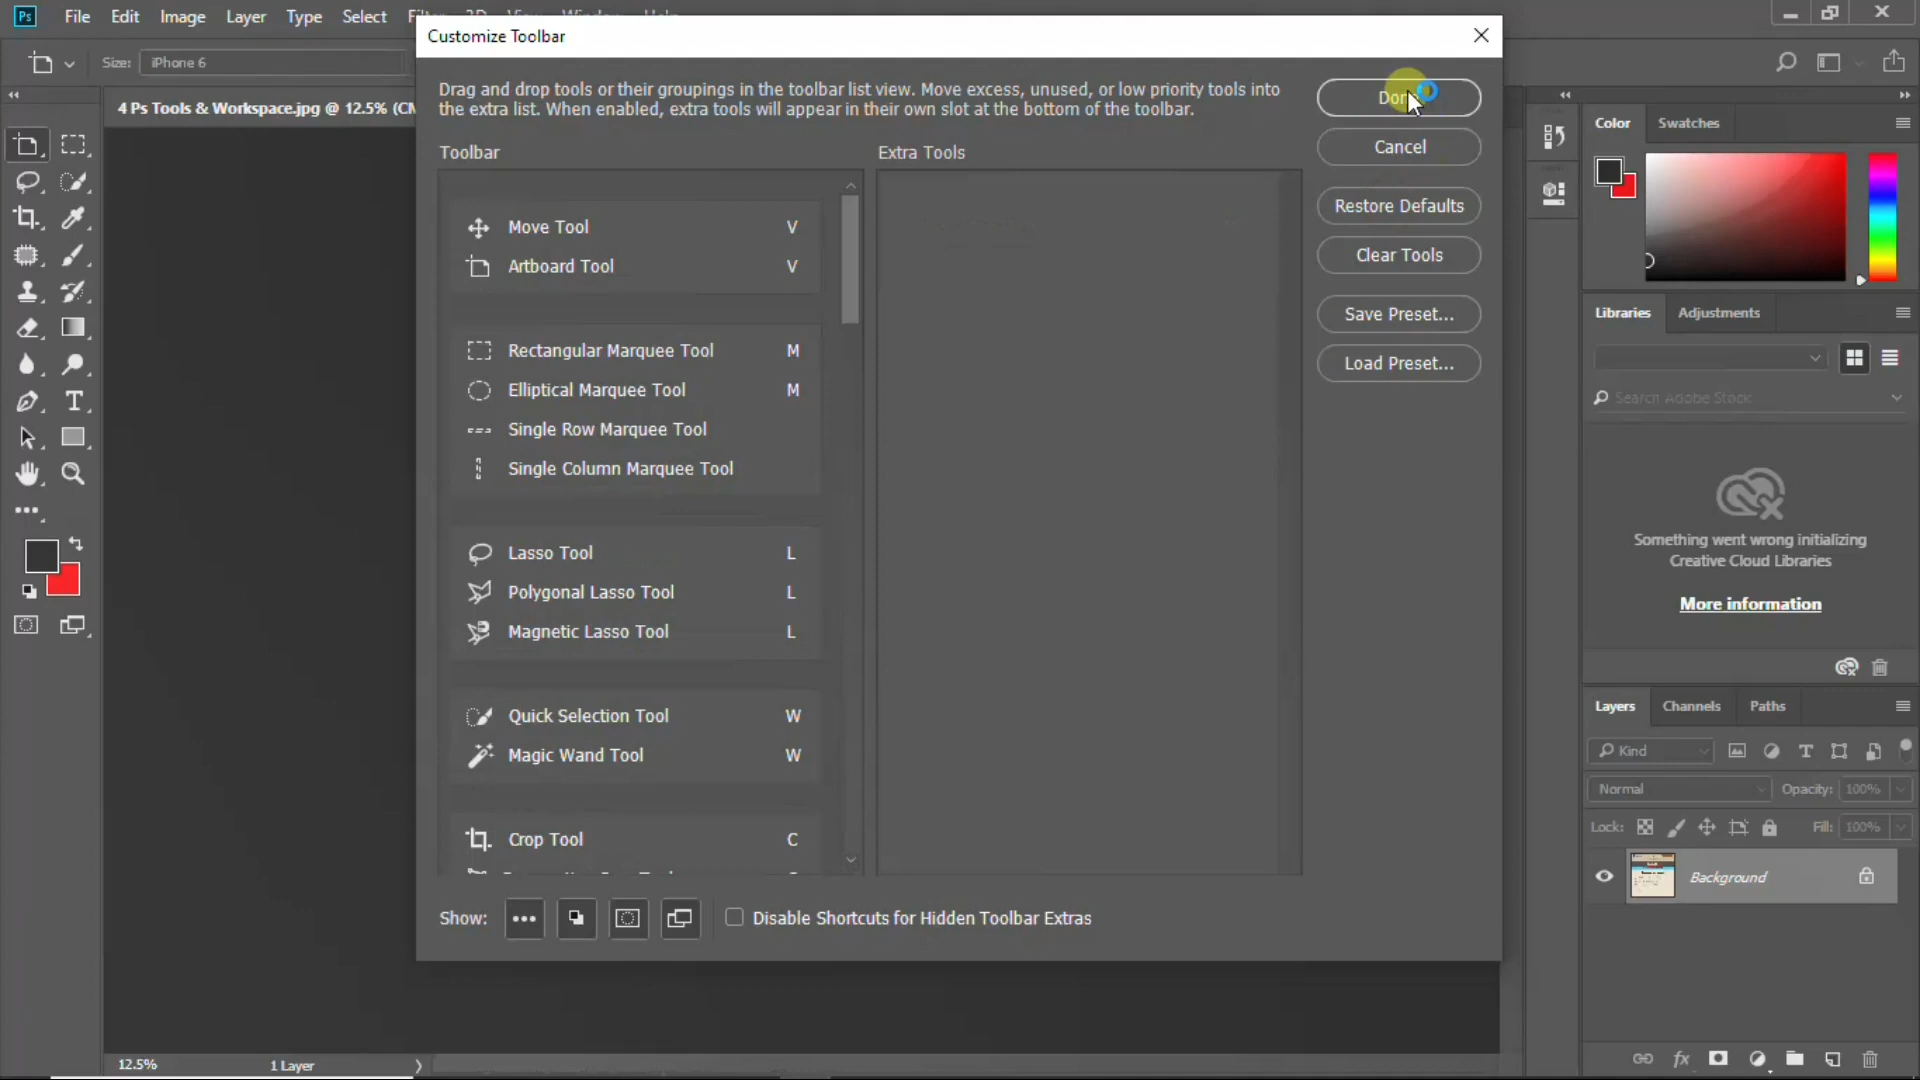 Ps File Edit Image Layer Type Select
Customize Toolbar
Size: iPhone 6
4 Ps Tools & Workspace.jpg @ 12.5% (CM
Drag and drop tools or their groupings in the toolbar list view. Move excess, unused, or low priority tools into
the extra list. When enabled, extra tools will appear in their own slot at the bottom of the toolbar.
Toolbar
Extra Tools
Move Tool V
Artboard Tool V
Rectangular Marquee Tool M
Elliptical Marquee Tool M
Single Row Marquee Tool
Single Column Marquee Tool
Lasso Tool L
Polygonal Lasso Tool L
Magnetic Lasso Tool L
Quick Selection Tool W
Magic Wand Tool W
Crop Tool C
Show:
Disable Shortcuts for Hidden Toolbar Extras
Cancel
Restore Defaults
Clear Tools
Save Preset...
Load Preset...
Color Swatches
Libraries Adjustments
Search Adobe Stock
Something went wrong initializing
Creative Cloud Libraries
More information
Layers Channels Paths
Kind
Normal Opacity: 100%
Lock: Fill: 100%
Background
12.5% 1 Layer